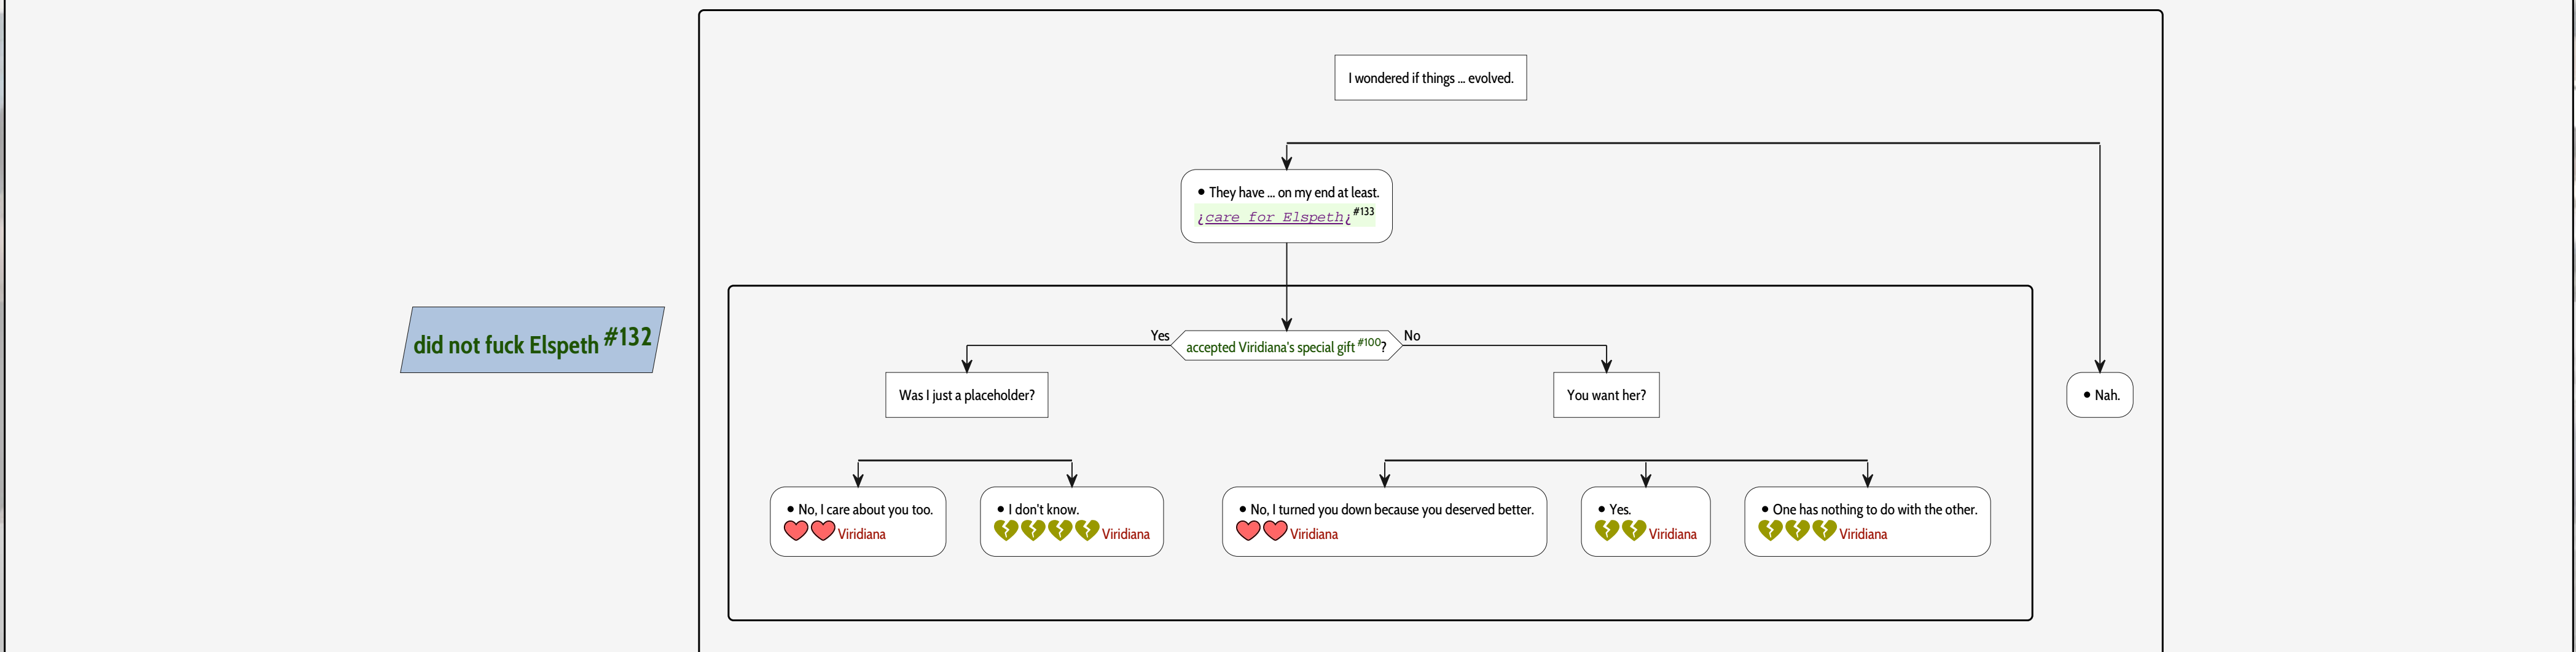 I wondered if things ... evolved.
• They have ... on my end at least.
¿care for Elspeth¿ #133
did not fuck Elspeth #132
Yes
accepted Viridiana's special gift #100?
No
Was I just a placeholder?
You want her?
• Nah.
• No, I care about you too.
Viridiana
• I don't know.
Viridiana
• No, I turned you down because you deserved better.
Viridiana
• Yes.
Viridiana
• One has nothing to do with the other.
Viridiana